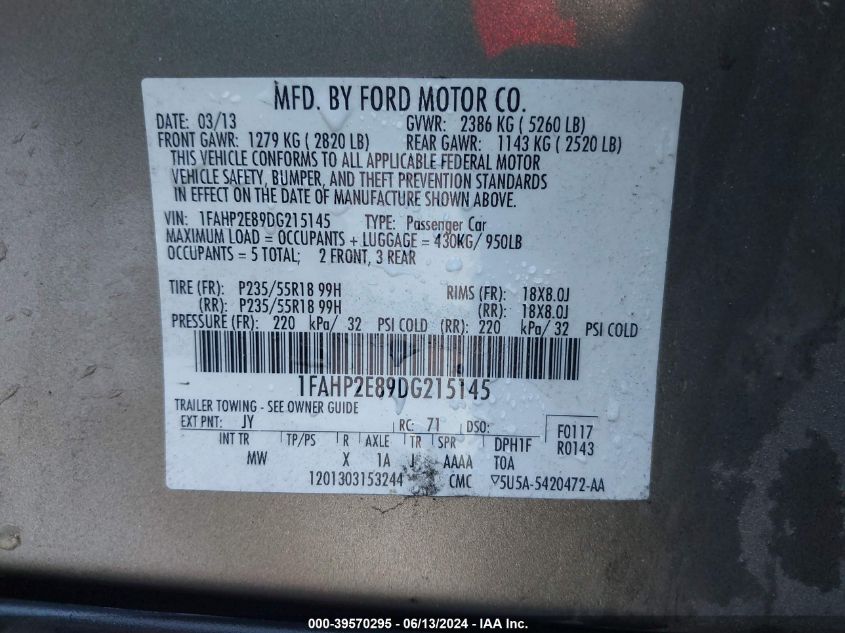 MFD. BY FORD MOTOR CO.
DATE: 03/13 GVWR: 2386 KG ( 5260 LB)
FRONT GAWR: 1279 KG ( 2820 LB) REAR GAWR: 1143 KG ( 2520 LB)
THIS VEHICLE CONFORMS TO ALL APPLICABLE FEDERAL MOTOR
VEHICLE SAFETY, BUMPER, AND THEFT PREVENTION STANDARDS
IN EFFECT ON THE DATE OF MANUFACTURE SHOWN ABOVE.
VIN: 1FAHP2E89DG215145 TYPE: Passenger Car
MAXIMUM LOAD = OCCUPANTS + LUGGAGE = 430KG/ 950LB
OCCUPANTS = 5 TOTAL; 2 FRONT, 3 REAR
TIRE (FR): P235/55R18 99H RIMS (FR): 18X8.0J
(RR): P235/55R18 99H (RR): 18X8.0J
PRESSURE (FR): 220 kPa/ 32 PSI COLD (RR): 220 kPa/ 32 PSI COLD
1FAHP2E89DG215145
TRAILER TOWING - SEE OWNER GUIDE
EXT PNT: JY RC: 71 DSO: F0117
INT TR TP/PS R AXLE TR SPR DPH1F R0143
MW X 1A J AAAA TOA
1201303153244 CMC ▽5U5A-5420472-AA
000-39570295 - 06/13/2024 - IAA Inc.